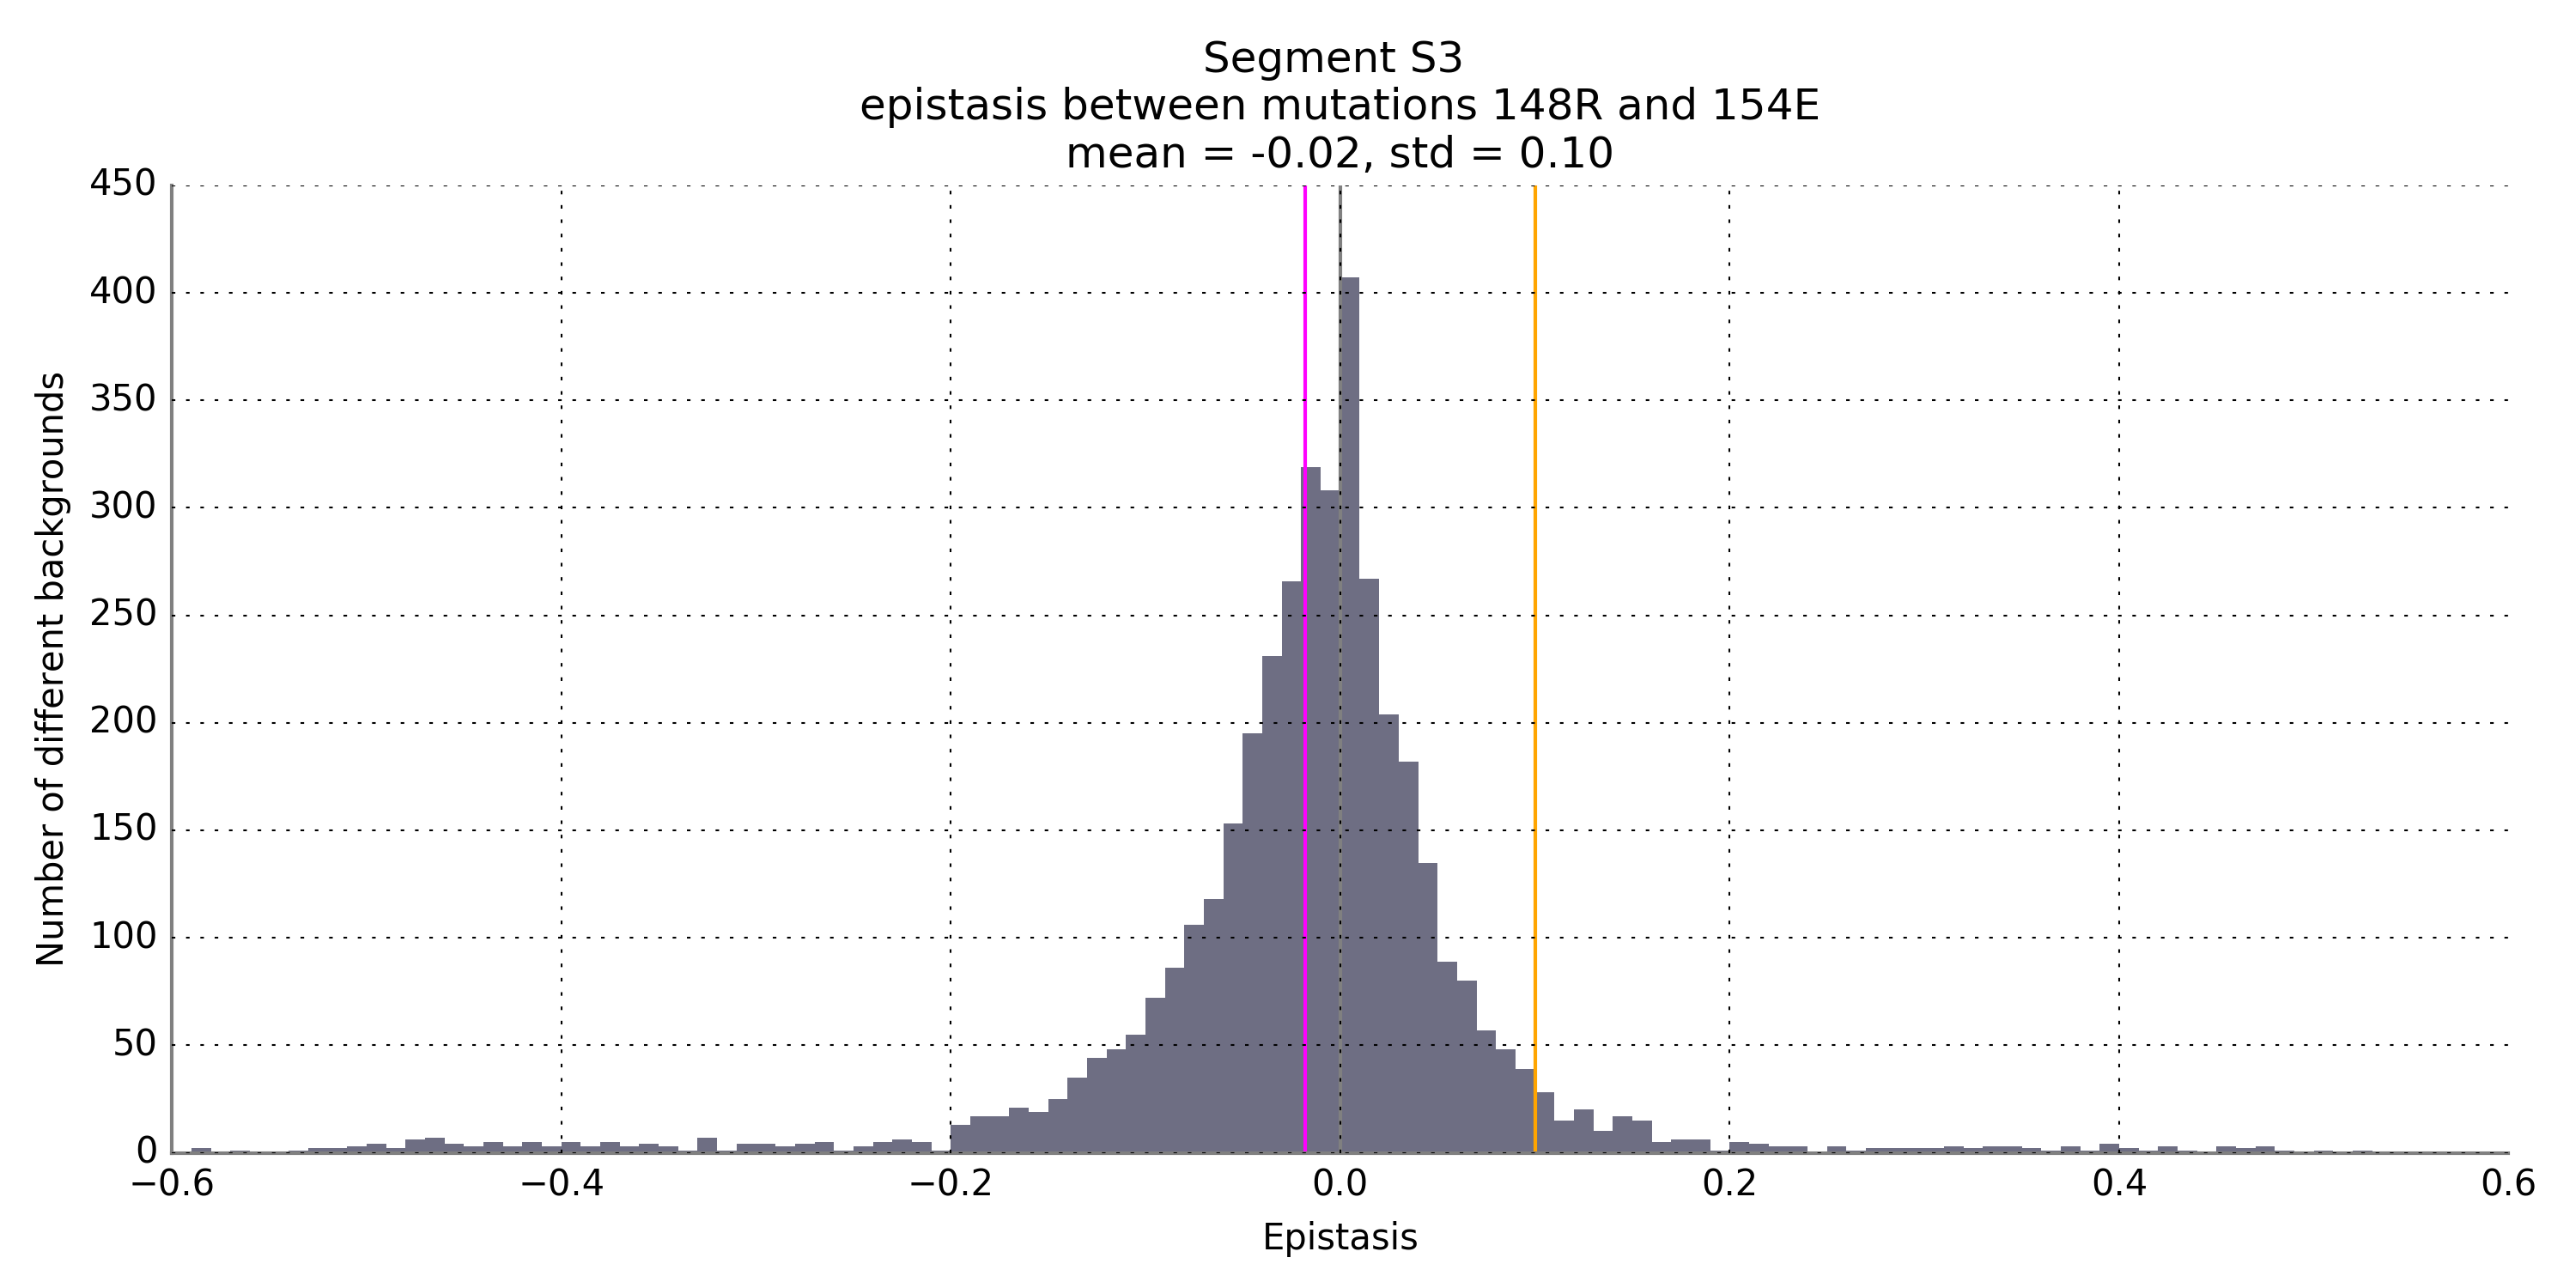 Segment S3
epistasis between mutations 148R and 154E
mean = -0.02, std = 0.10
Number of different backgrounds
450
400
350
300
250
200
150
100
50
0
−0.6 −0.4 −0.2 0.0 0.2 0.4 0.6
Epistasis